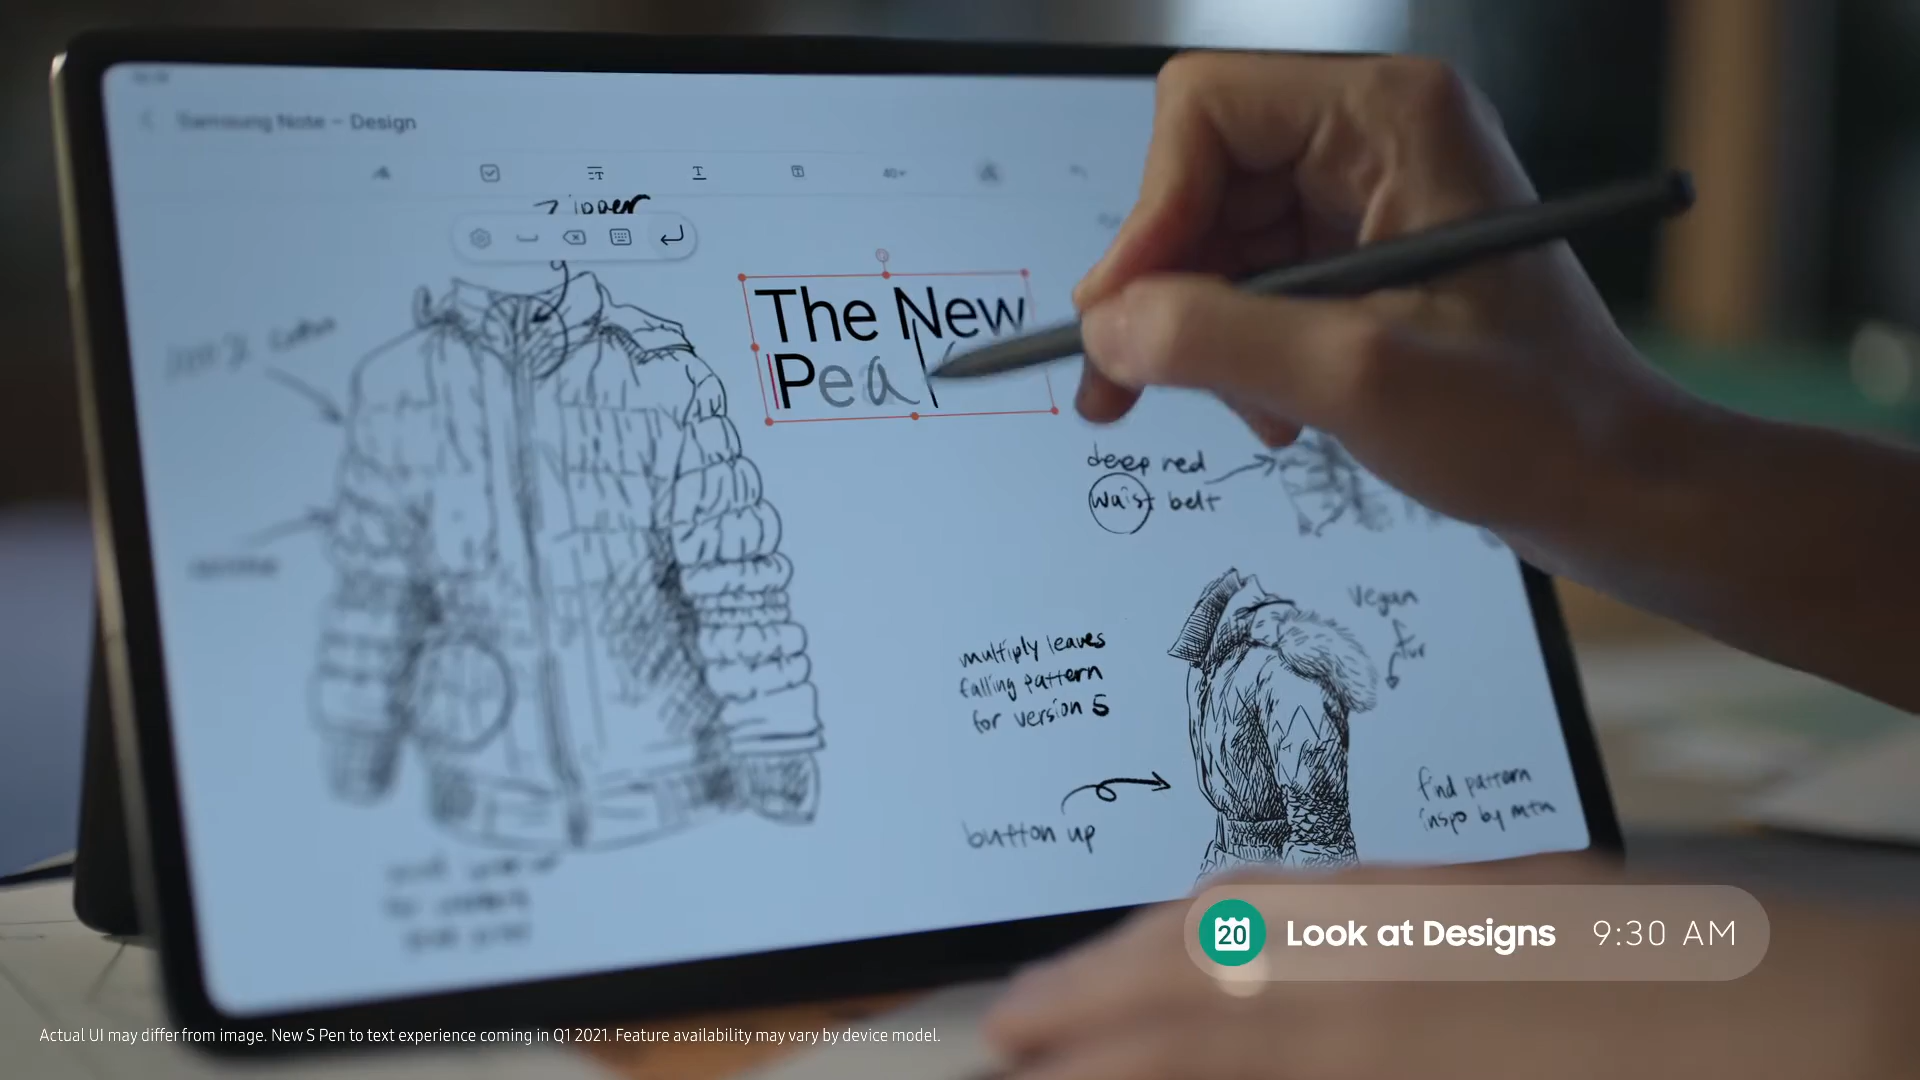 Samsung Note – Design
zipper
The New
Pea
deep red
waist belt
vegan
fur
multiply leaves
falling pattern
for version 5
button up
find pattern
inspo by mtn
20 Look at Designs 9:30 AM
Actual UI may differ from image. New S Pen to text experience coming in Q1 2021. Feature availability may vary by device model.